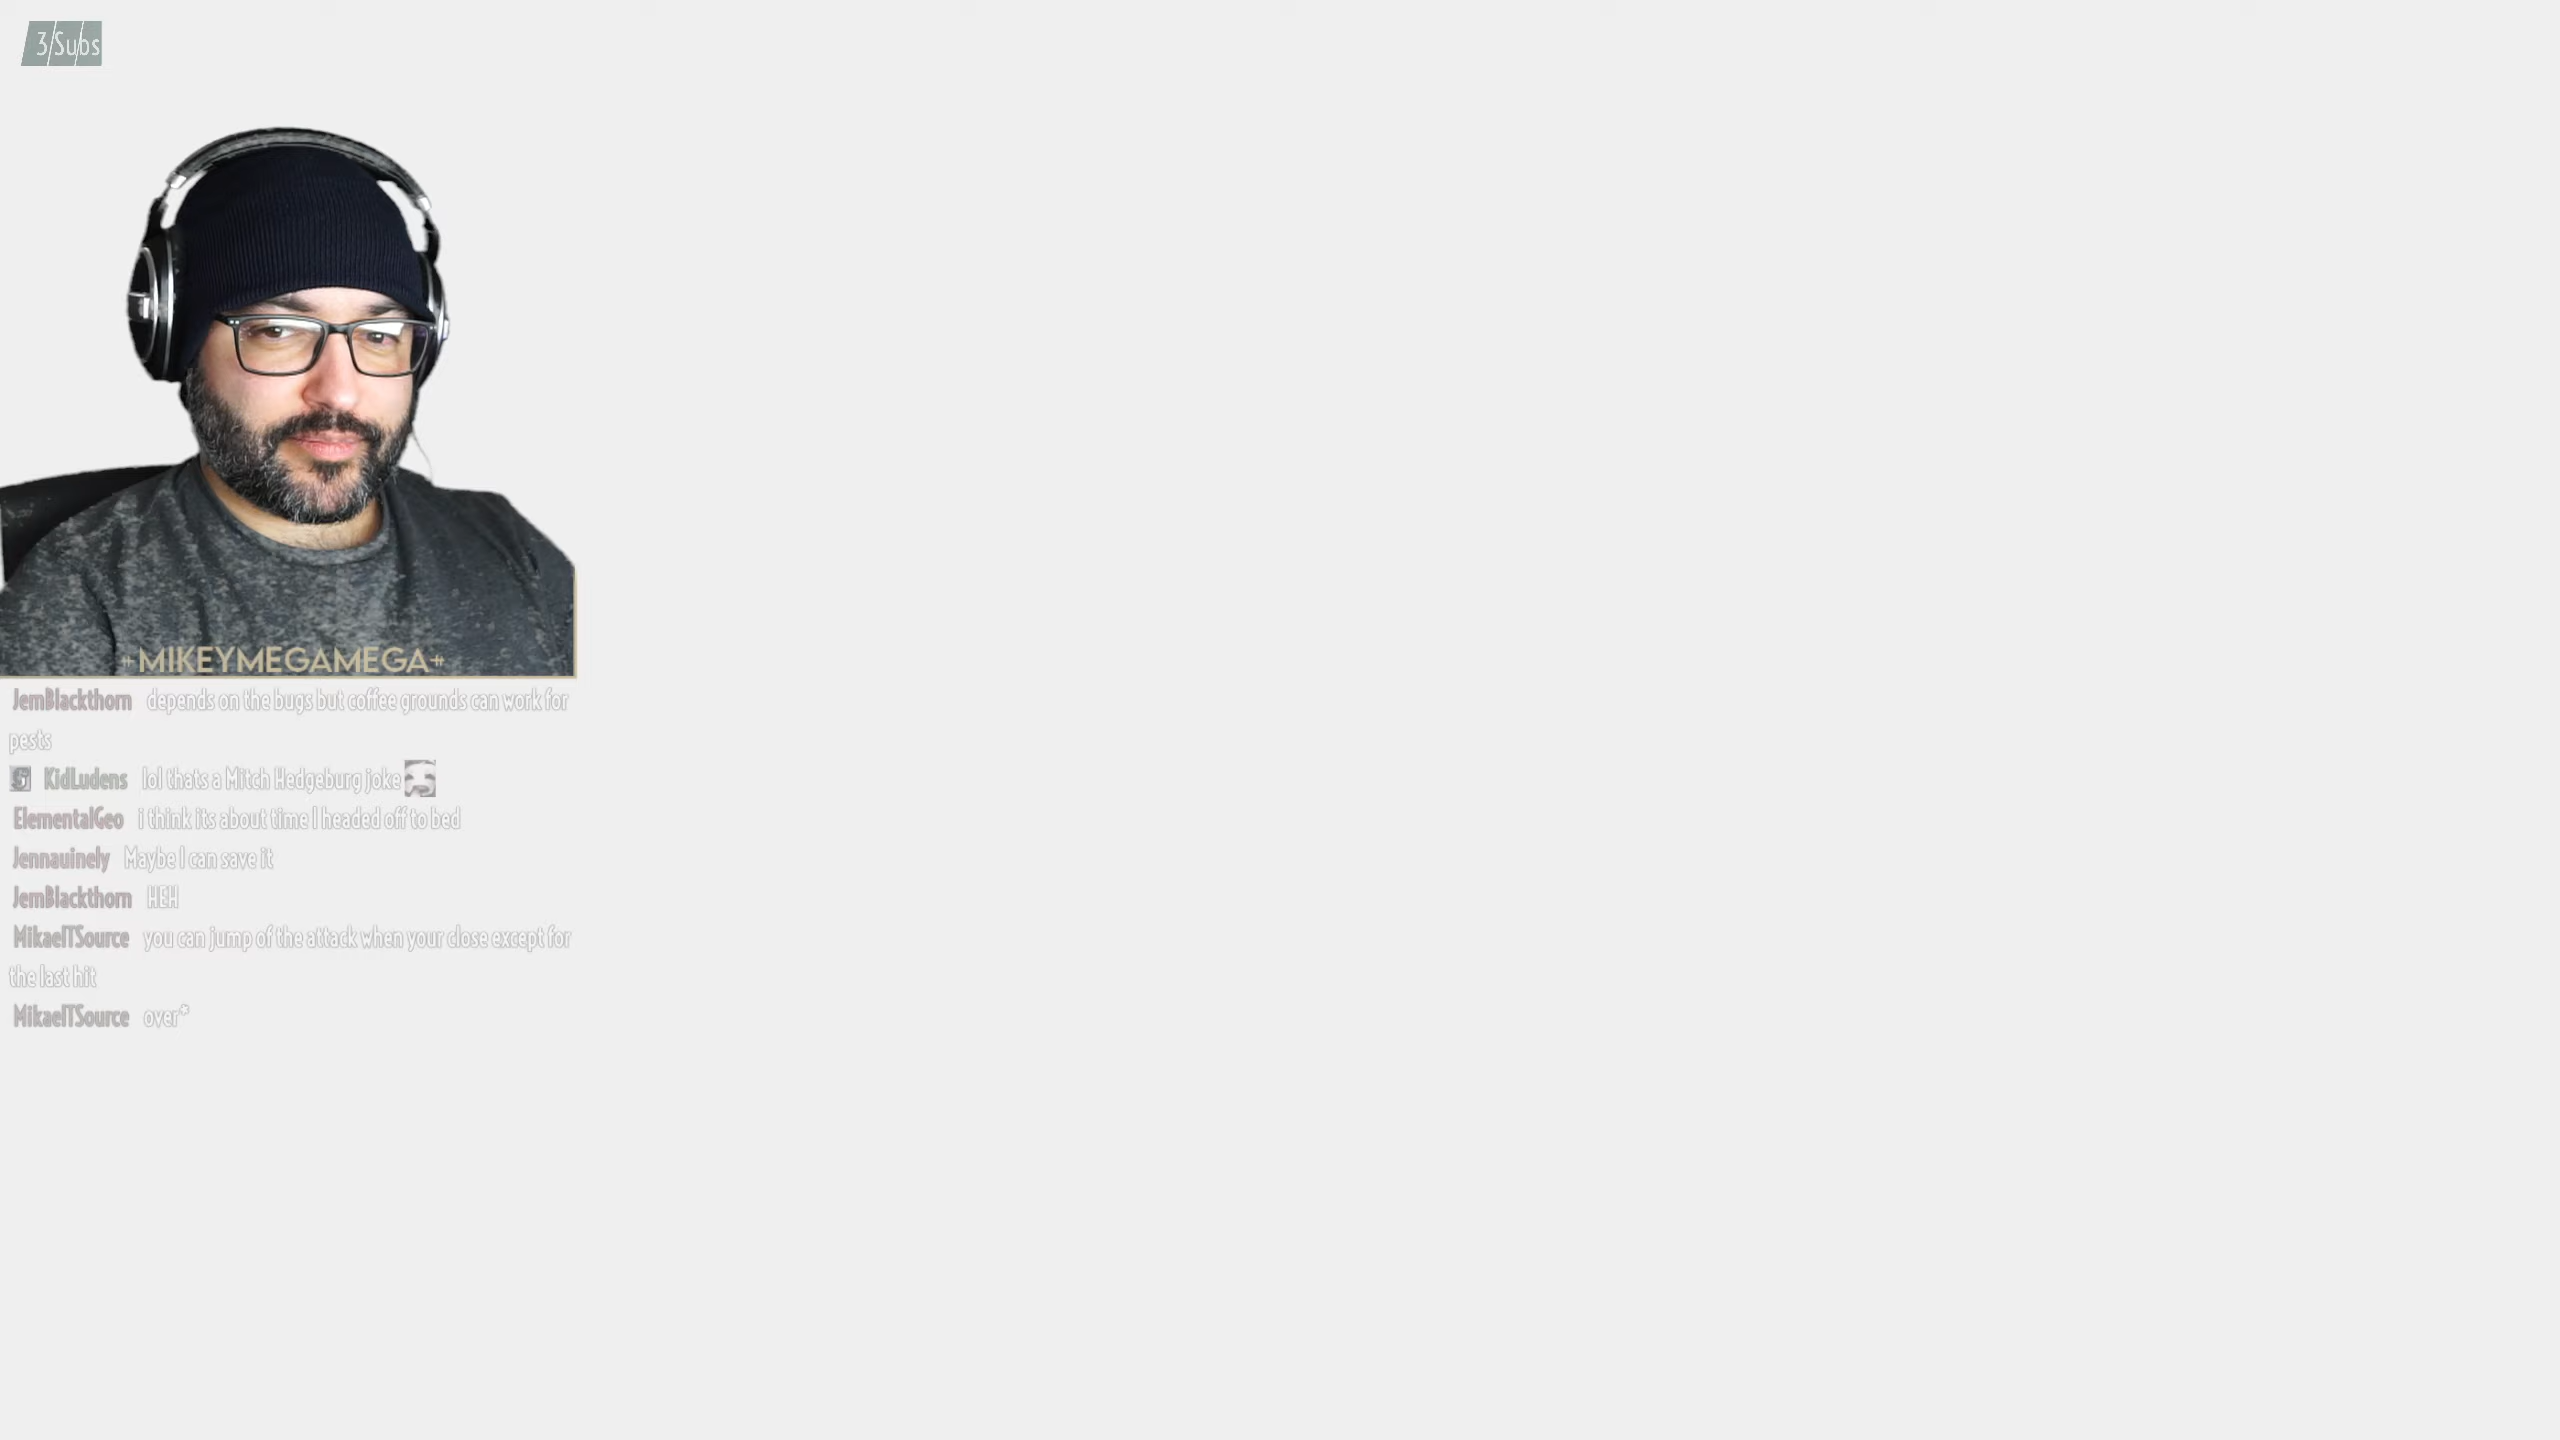 3/Subs
+MIKEYMEGAMEGA+
JemBlackthorn depends on the bugs but coffee grounds can work for
pests
KidLudens lol thats a Mitch Hedgeburg joke
ElementalGeo i think its about time I headed off to bed
Jennauinely Maybe I can save it
JemBlackthorn HEH
MikaelTSource you can jump of the attack when your close except for
the last hit
MikaelTSource over*